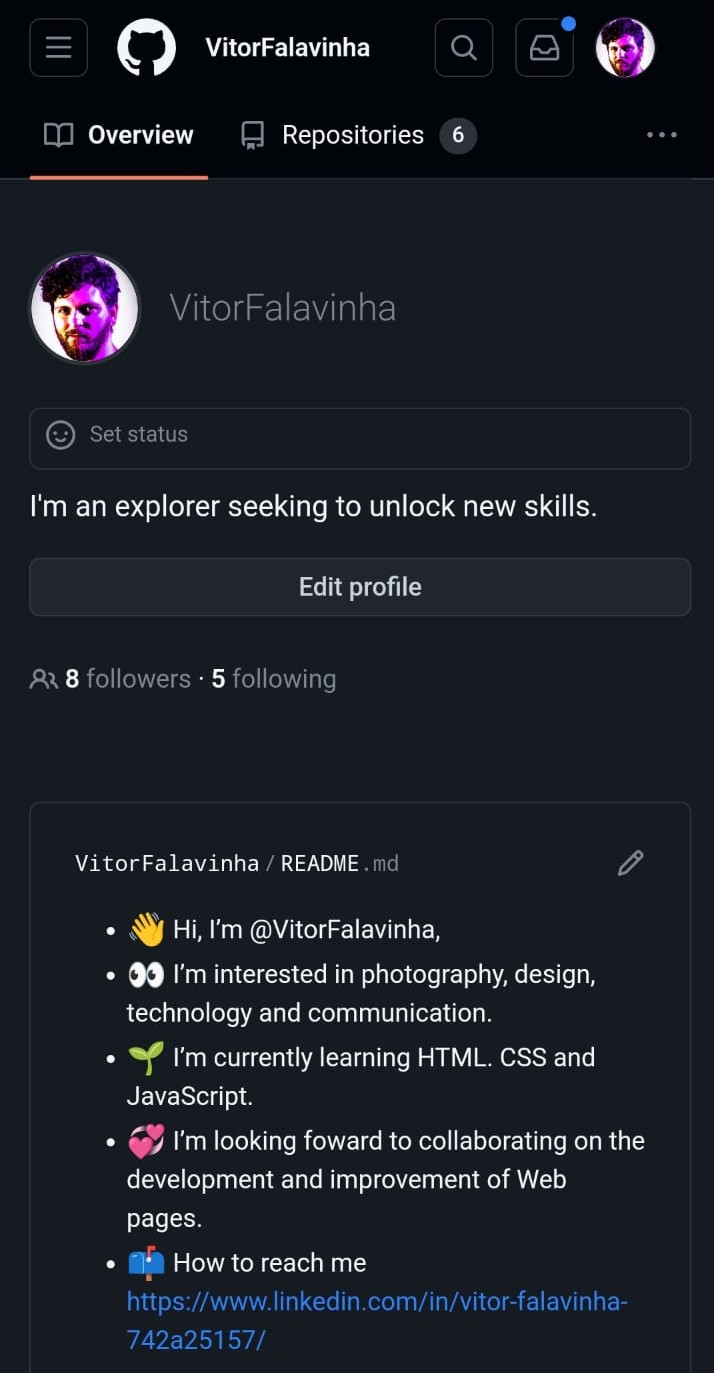 VitorFalavinha
Overview
Repositories 6
VitorFalavinha
Set status
I'm an explorer seeking to unlock new skills.
Edit profile
8 followers · 5 following
VitorFalavinha / README.md
👋 Hi, I’m @VitorFalavinha,
👀 I’m interested in photography, design,
technology and communication.
🌱 I’m currently learning HTML. CSS and
JavaScript.
💞️ I’m looking foward to collaborating on the
development and improvement of Web
pages.
📫 How to reach me
https://www.linkedin.com/in/vitor-falavinha-
742a25157/